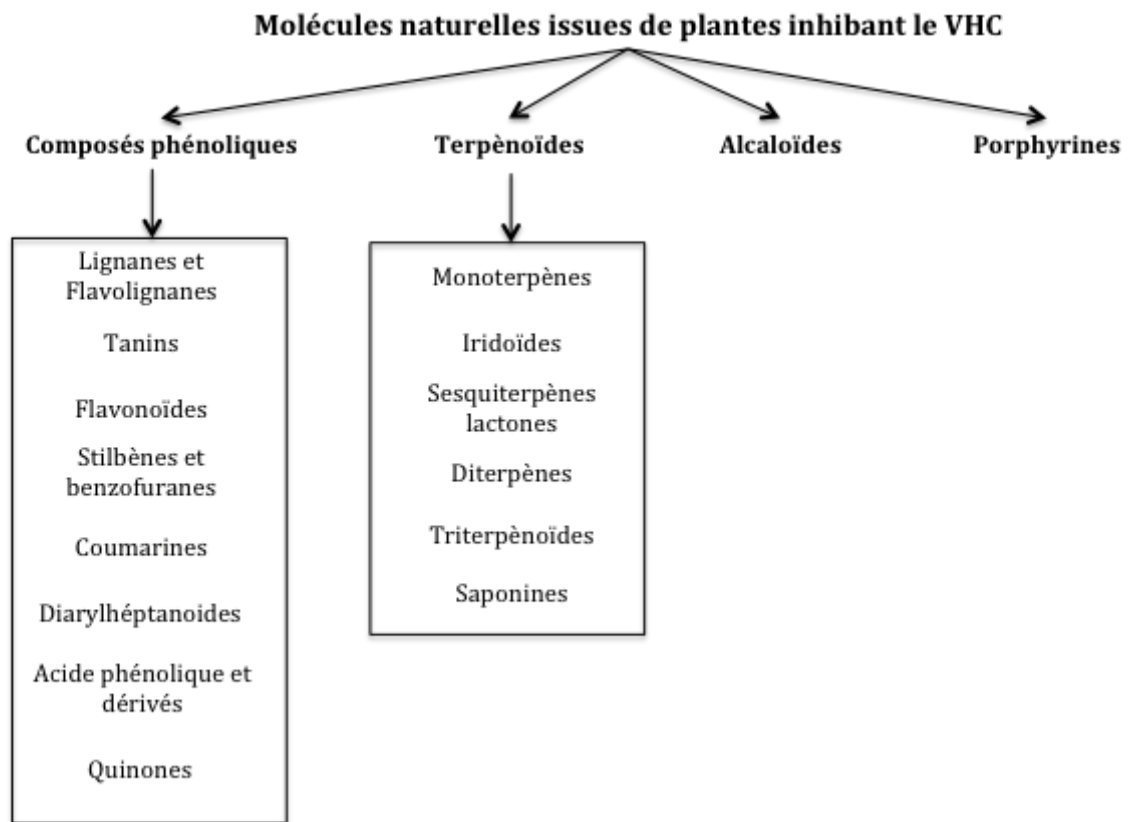 Molécules naturelles issues de plantes inhibant le VHC
Composés phénoliques
Terpènoïdes
Alcaloïdes
Porphyrines
Lignanes et
Flavolignanes
Tanins
Flavonoïdes
Stilbènes et
benzofuranes
Coumarines
Diarylhéptanoides
Acide phénolique et
dérivés
Quinones
Monoterpènes
Iridoïdes
Sesquiterpènes
lactones
Diterpènes
Triterpènoïdes
Saponines